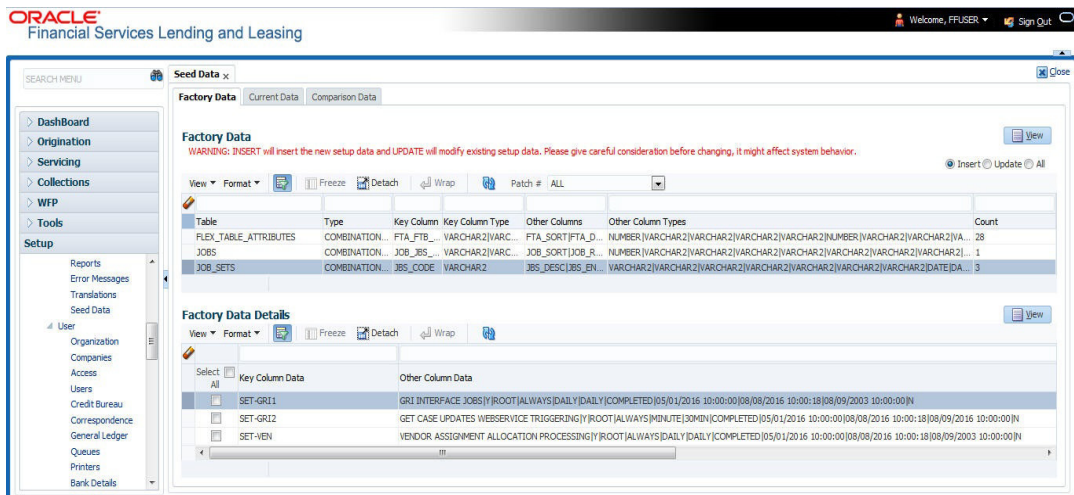 ORACLE®
Financial Services Lending and Leasing
Welcome, FFUSER
Sign Out
SEARCH MENU
Seed Data x
Close
Factory Data
Current Data
Comparison Data
DashBoard
Origination
Servicing
Collections
WFP
Tools
Setup
Reports
Error Messages
Translations
Seed Data
User
Organization
Companies
Access
Users
Credit Bureau
Correspondence
General Ledger
Queues
Printers
Bank Details
Factory Data
View
WARNING: INSERT will insert the new setup data and UPDATE will modify existing setup data. Please give careful consideration before changing, it might affect system behavior.
Insert Update All
View Format Freeze Detach Wrap Patch # ALL
Table Type Key Column Key Column Type Other Columns Other Column Types Count
FLEX_TABLE_ATTRIBUTES COMBINATION... FTA_FTB_... VARCHAR2|VARC... FTA_SORT|FTA_D... NUMBER|VARCHAR2|VARCHAR2|VARCHAR2|VARCHAR2|NUMBER|VARCHAR2|VARCHAR2|VA... 28
JOBS COMBINATION... JOB_JBS_... VARCHAR2|VARC... JOB_SORT|JOB_R... NUMBER|VARCHAR2|VARCHAR2|VARCHAR2|VARCHAR2|VARCHAR2|VARCHAR2|VARCHAR2|... 1
JOB_SETS COMBINATION... JBS_CODE VARCHAR2 JBS_DESC|JBS_EN... VARCHAR2|VARCHAR2|VARCHAR2|VARCHAR2|VARCHAR2|VARCHAR2|VARCHAR2|DATE|DA... 3
Factory Data Details
View
View Format Freeze Detach Wrap
Select All Key Column Data Other Column Data
SET-GRI1 GRI INTERFACE JOBS|Y|ROOT|ALWAYS|DAILY|DAILY|COMPLETED|05/01/2016 10:00:00|08/08/2016 10:00:18|08/09/2003 10:00:00|N
SET-GRI2 GET CASE UPDATES WEBSERVICE TRIGGERING|Y|ROOT|ALWAYS|MINUTE|30MIN|COMPLETED|05/01/2016 10:00:00|08/08/2016 10:00:18|08/09/2016 10:00:00|N
SET-VEN VENDOR ASSIGNMENT ALLOCATION PROCESSING|Y|ROOT|ALWAYS|DAILY|DAILY|COMPLETED|05/01/2016 10:00:00|08/08/2016 10:00:18|08/09/2003 10:00:00|N